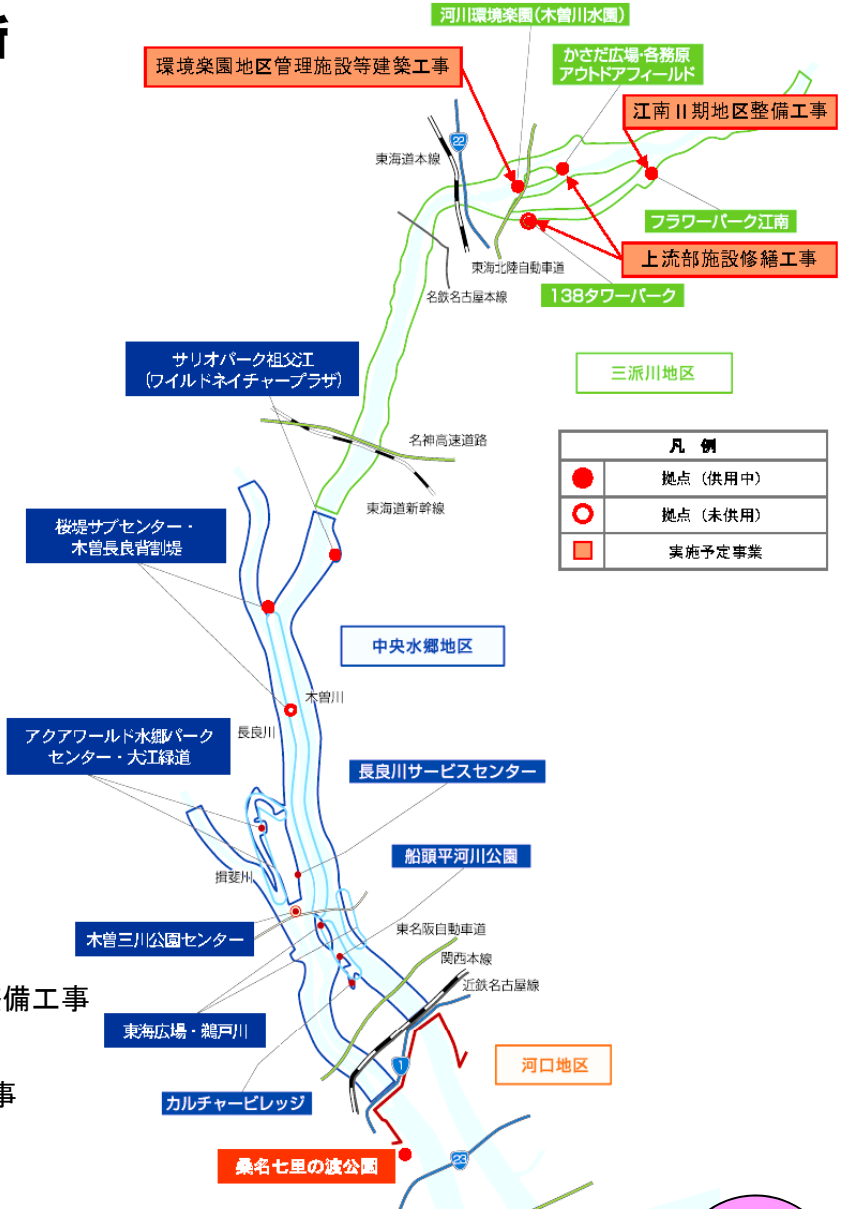 所
河川環境楽園(木曽川水園)
環境楽園地区管理施設等建築工事
かさだ広場・各務原
アウトドアフィールド
江南Ⅱ期地区整備工事
22
東海道本線
フラワーパーク江南
上流部施設修繕工事
東海北陸自動車道
名鉄名古屋本線
138タワーパーク
サリオパーク祖父江
(ワイルドネイチャープラザ)
三派川地区
名神高速道路
凡 例
拠点(供用中)
拠点(未供用)
実施予定事業
東海道新幹線
桜堤サブセンター・
木曽長良背割堤
中央水郷地区
木曽川
長良川
アクアワールド水郷パーク
センター・大江緑道
長良川サービスセンター
船頭平河川公園
揖斐川
木曽三川公園センター
東名阪自動車道
関西本線
近鉄名古屋線
備工事
東海広場・鵜戸川
河口地区
1
事
カルチャービレッジ
桑名七里の渡公園
23